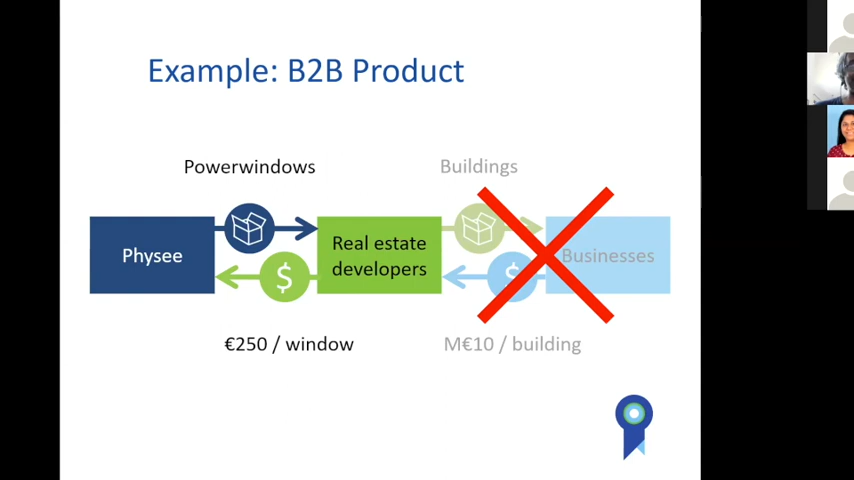 Example: B2B Product
Powerwindows
Buildings
Physee
Real estate
developers
Businesses
$
$
€250 / window
M€10 / building